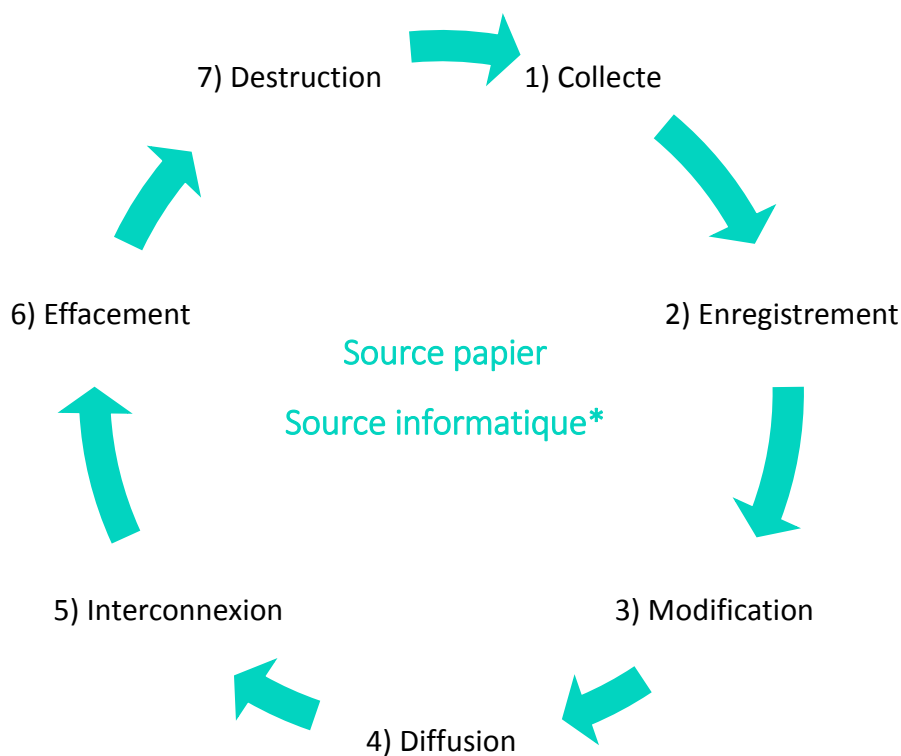 7) Destruction
1) Collecte
6) Effacement
2) Enregistrement
Source papier
Source informatique*
5) Interconnexion
3) Modification
4) Diffusion